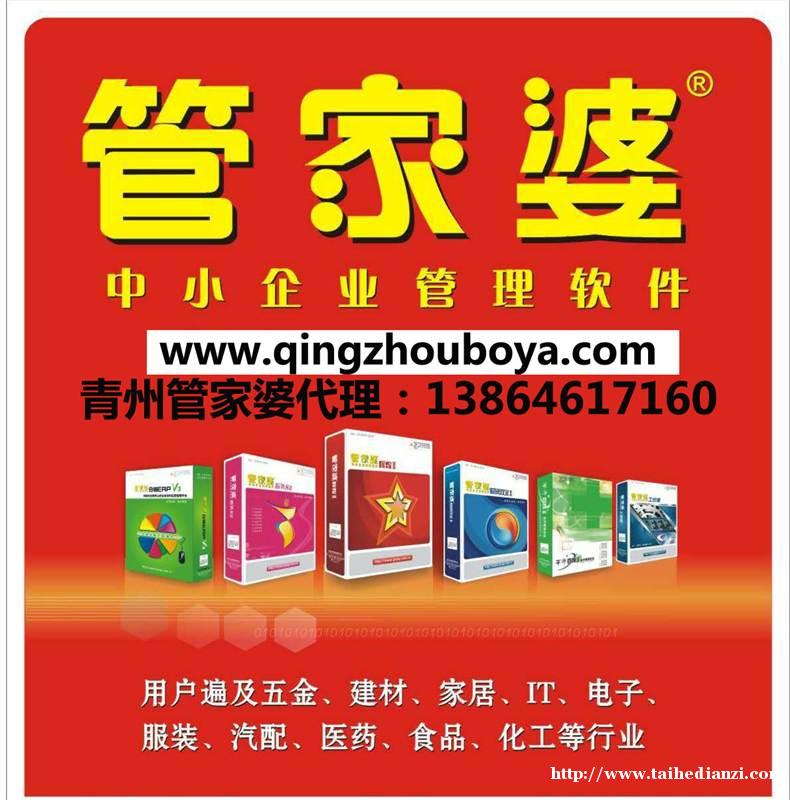 管家婆®
中小企业管理软件
www.qingzhouboya.com
青州管家婆代理：13864617160
010101010101010101010101010101010101010101
用户遍及五金、建材、家居、IT、电子、
服装、汽配、医药、食品、化工等行业
http://www.taihedianzi.com